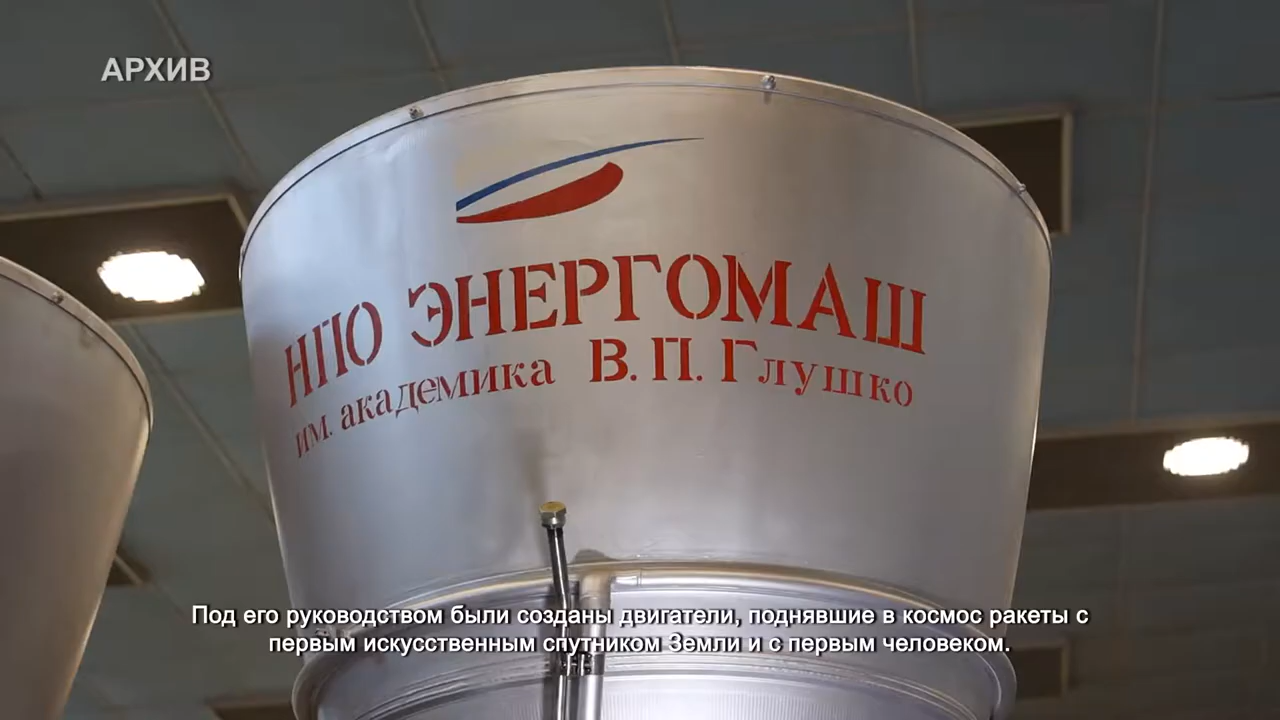 АРХИВ
НПО ЭНЕРГОМАШ
им. академика В.П. Глушко
Под его руководством были созданы двигатели, поднявшие в космос ракеты с
первым искусственным спутником Земли и с первым человеком.